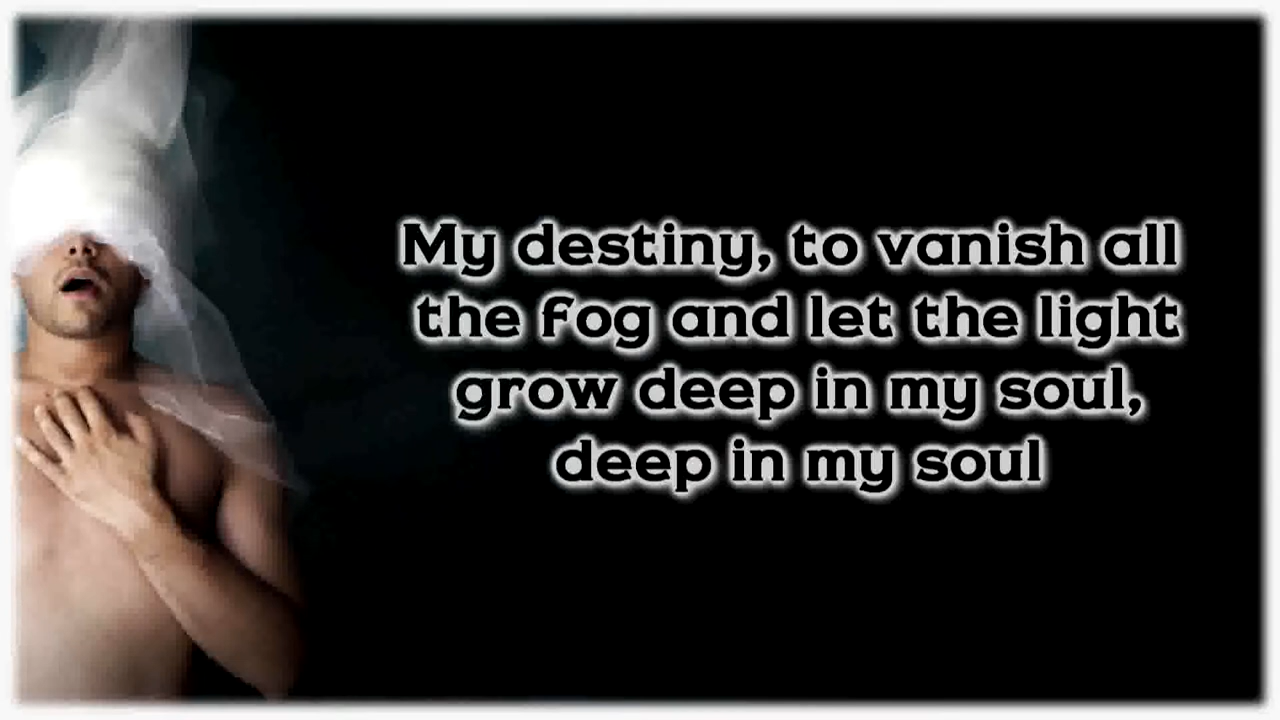 My destiny, to vanish all
the fog and let the light
grow deep in my soul,
deep in my soul